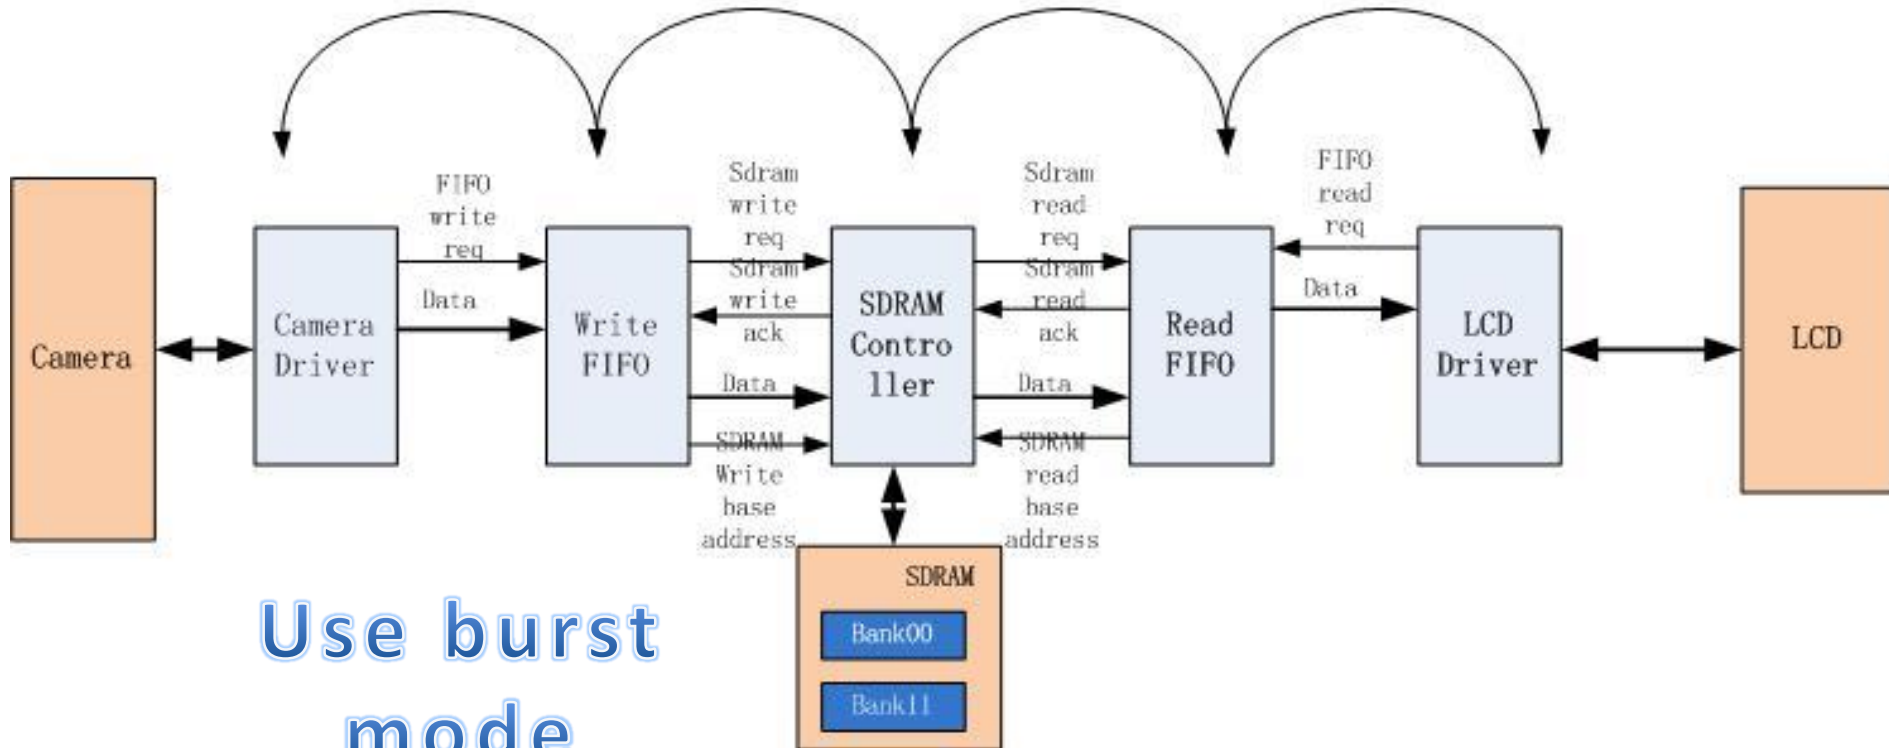 Camera
Camera
Driver
FIFO
write
req
Data
Write
FIFO
Sdram
write
req
Sdram
write
ack
Data
SDRAM
Write
base
address
SDRAM
Contro
ller
Sdram
read
req
Sdram
read
ack
Data
SDRAM
read
base
address
Read
FIFO
FIFO
read
req
Data
LCD
Driver
LCD
SDRAM
Bank00
Bank11
Use burst
mode